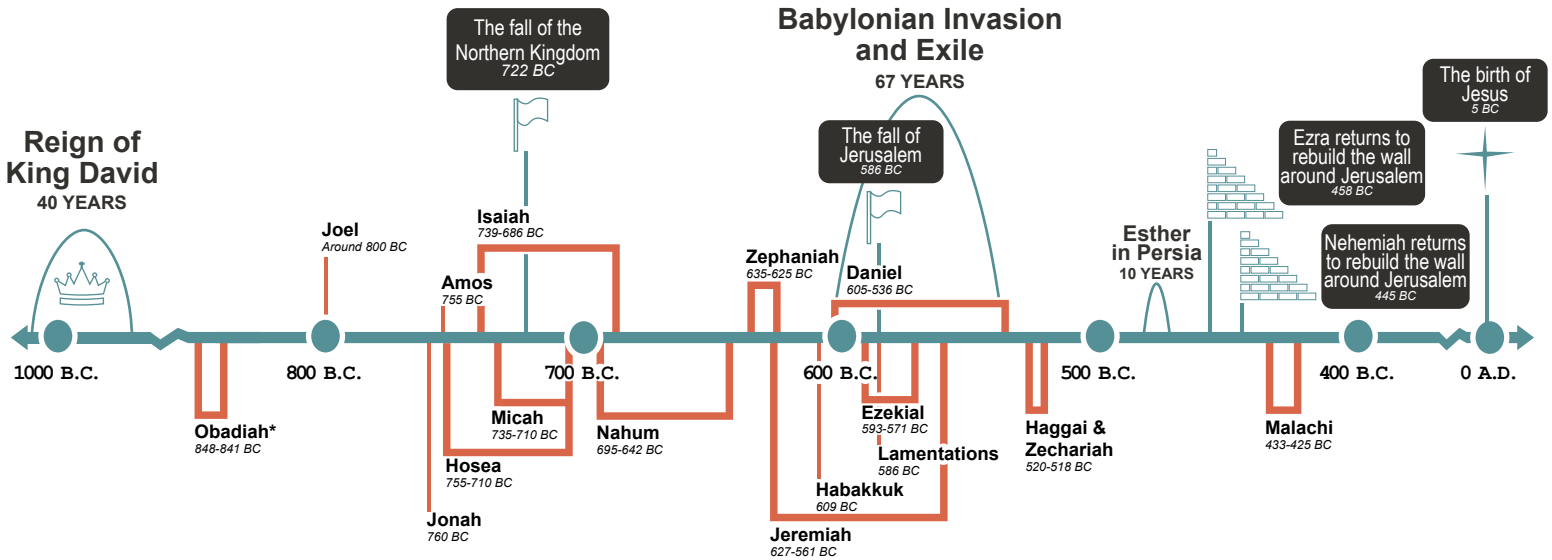 The fall of the
Northern Kingdom
722 BC
Babylonian Invasion
and Exile
67 YEARS
The birth of
Jesus
5 BC
Reign of
King David
40 YEARS
The fall of
Jerusalem
586 BC
Ezra returns to
rebuild the wall
around Jerusalem
458 BC
Joel
Around 800 BC
Isaiah
739-686 BC
Amos
755 BC
Zephaniah
635-625 BC
Daniel
605-536 BC
Esther
in Persia
10 YEARS
Nehemiah returns
to rebuild the wall
around Jerusalem
445 BC
1000 B.C.
800 B.C.
700 B.C.
600 B.C.
500 B.C.
400 B.C.
0 A.D.
Obadiah*
848-841 BC
Micah
735-710 BC
Hosea
755-710 BC
Jonah
760 BC
Nahum
695-642 BC
Ezekial
593-571 BC
Lamentations
586 BC
Habakkuk
609 BC
Jeremiah
627-561 BC
Haggai &
Zechariah
520-518 BC
Malachi
433-425 BC